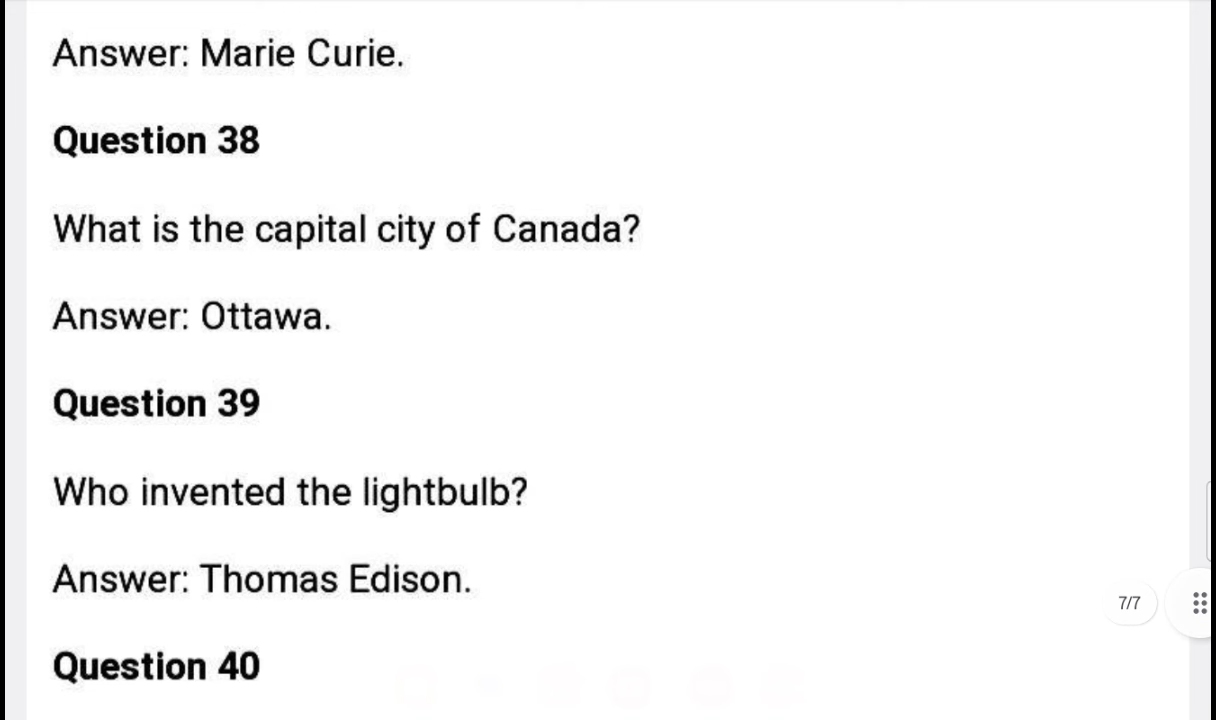 Answer: Marie Curie.
Question 38
What is the capital city of Canada?
Answer: Ottawa.
Question 39
Who invented the lightbulb?
Answer: Thomas Edison.
7/7
Question 40